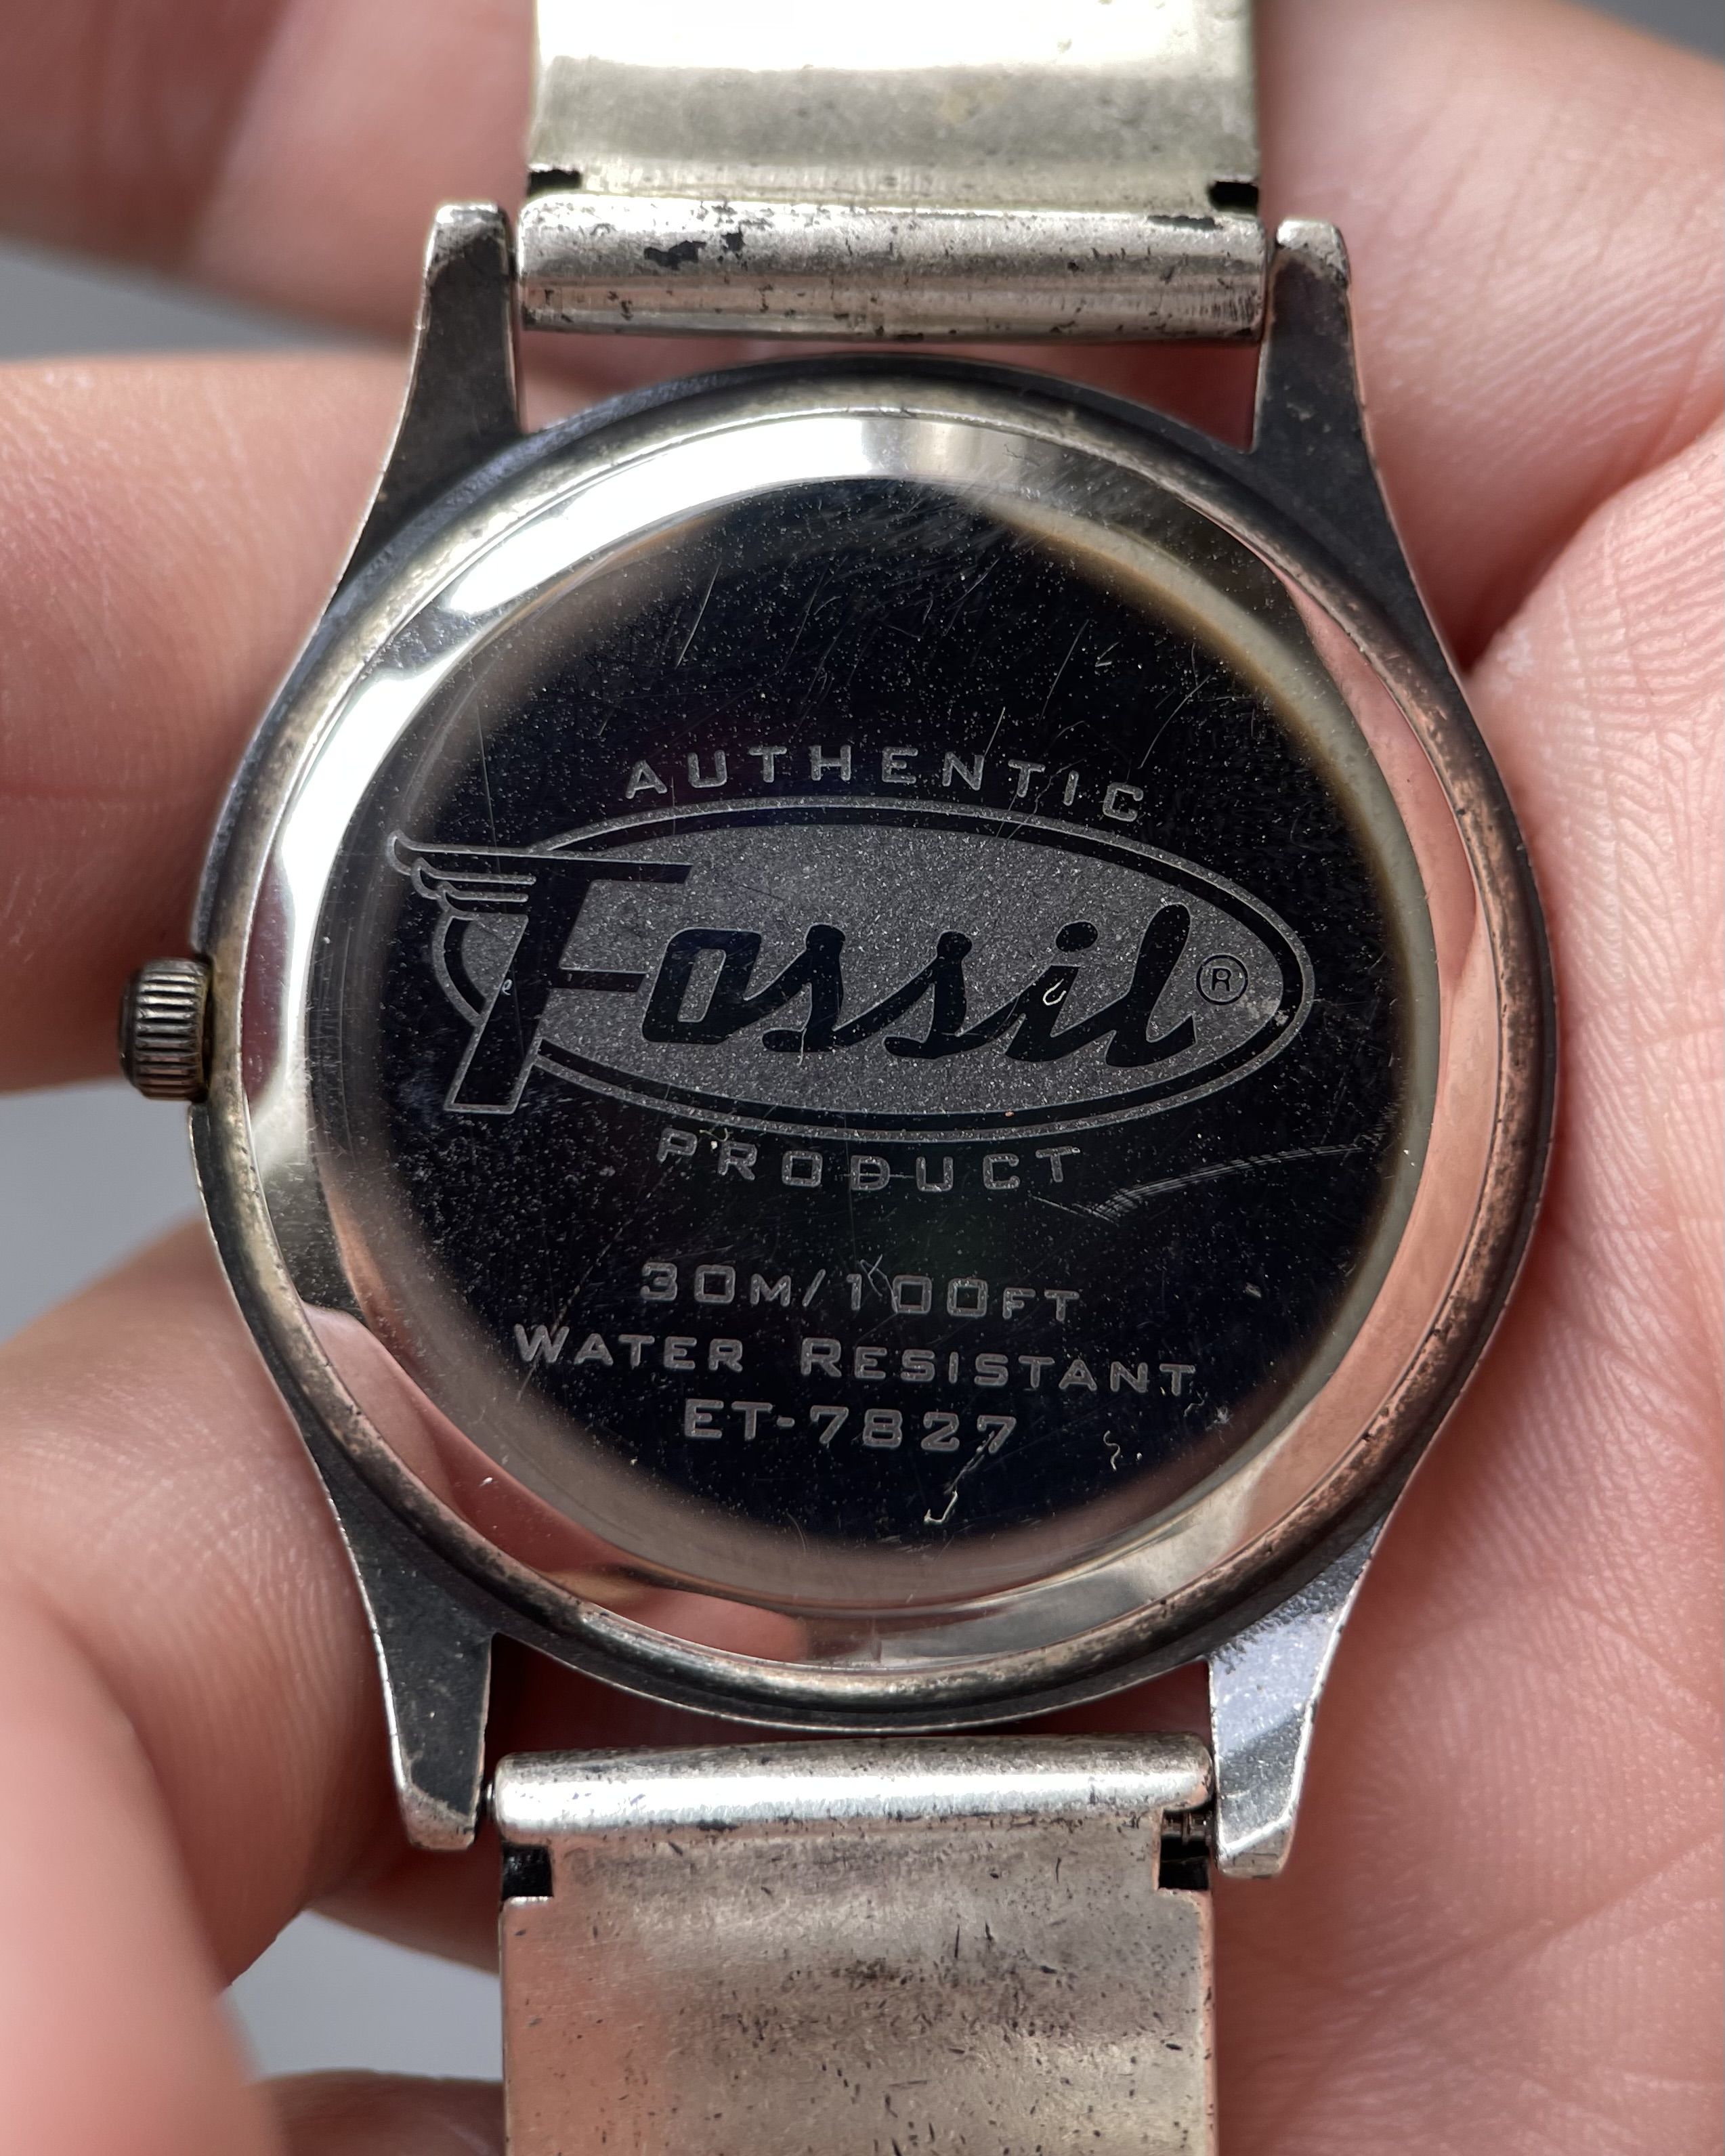 AUTHENTIC
Fossil®
PRODUCT
30M/100FT
WATER RESISTANT
ET-7827